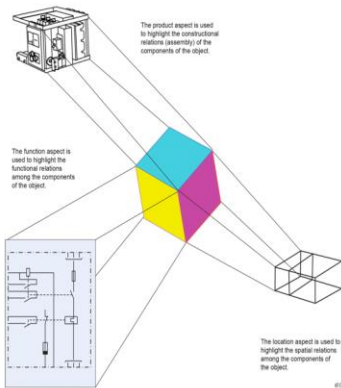 The product aspect is used
to highlight the constructional
relations (assembly) of the
components of the object.
The function aspect is
used to highlight the
functional relations
among the components
of the object.
The location aspect is used to
highlight the spatial relations
among the components of
the object.